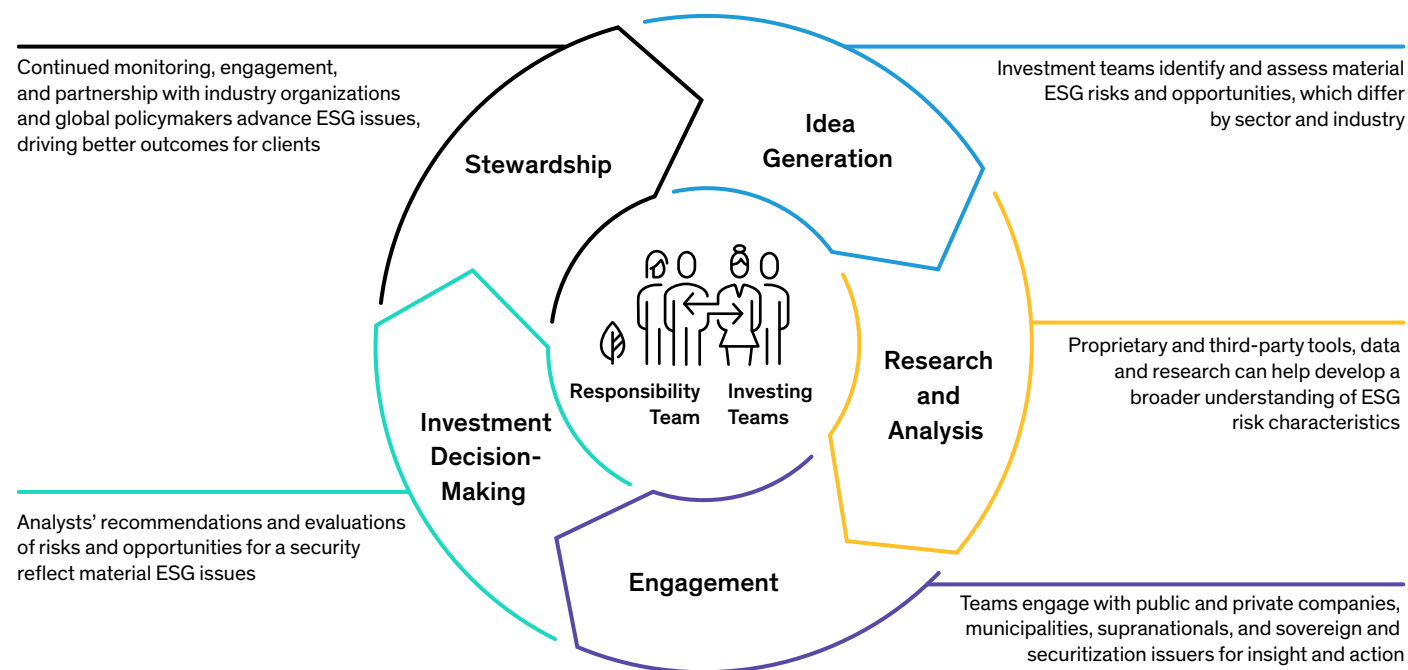 Continued monitoring, engagement,
and partnership with industry organizations
and global policymakers advance ESG issues,
driving better outcomes for clients
Stewardship
Idea
Generation
Investment teams identify and assess material
ESG risks and opportunities, which differ
by sector and industry
Responsibility
Team
Investing
Teams
Research
and
Analysis
Proprietary and third-party tools, data
and research can help develop a
broader understanding of ESG
risk characteristics
Investment
Decision-
Making
Analysts’ recommendations and evaluations
of risks and opportunities for a security
reflect material ESG issues
Engagement
Teams engage with public and private companies,
municipalities, supranationals, and sovereign and
securitization issuers for insight and action